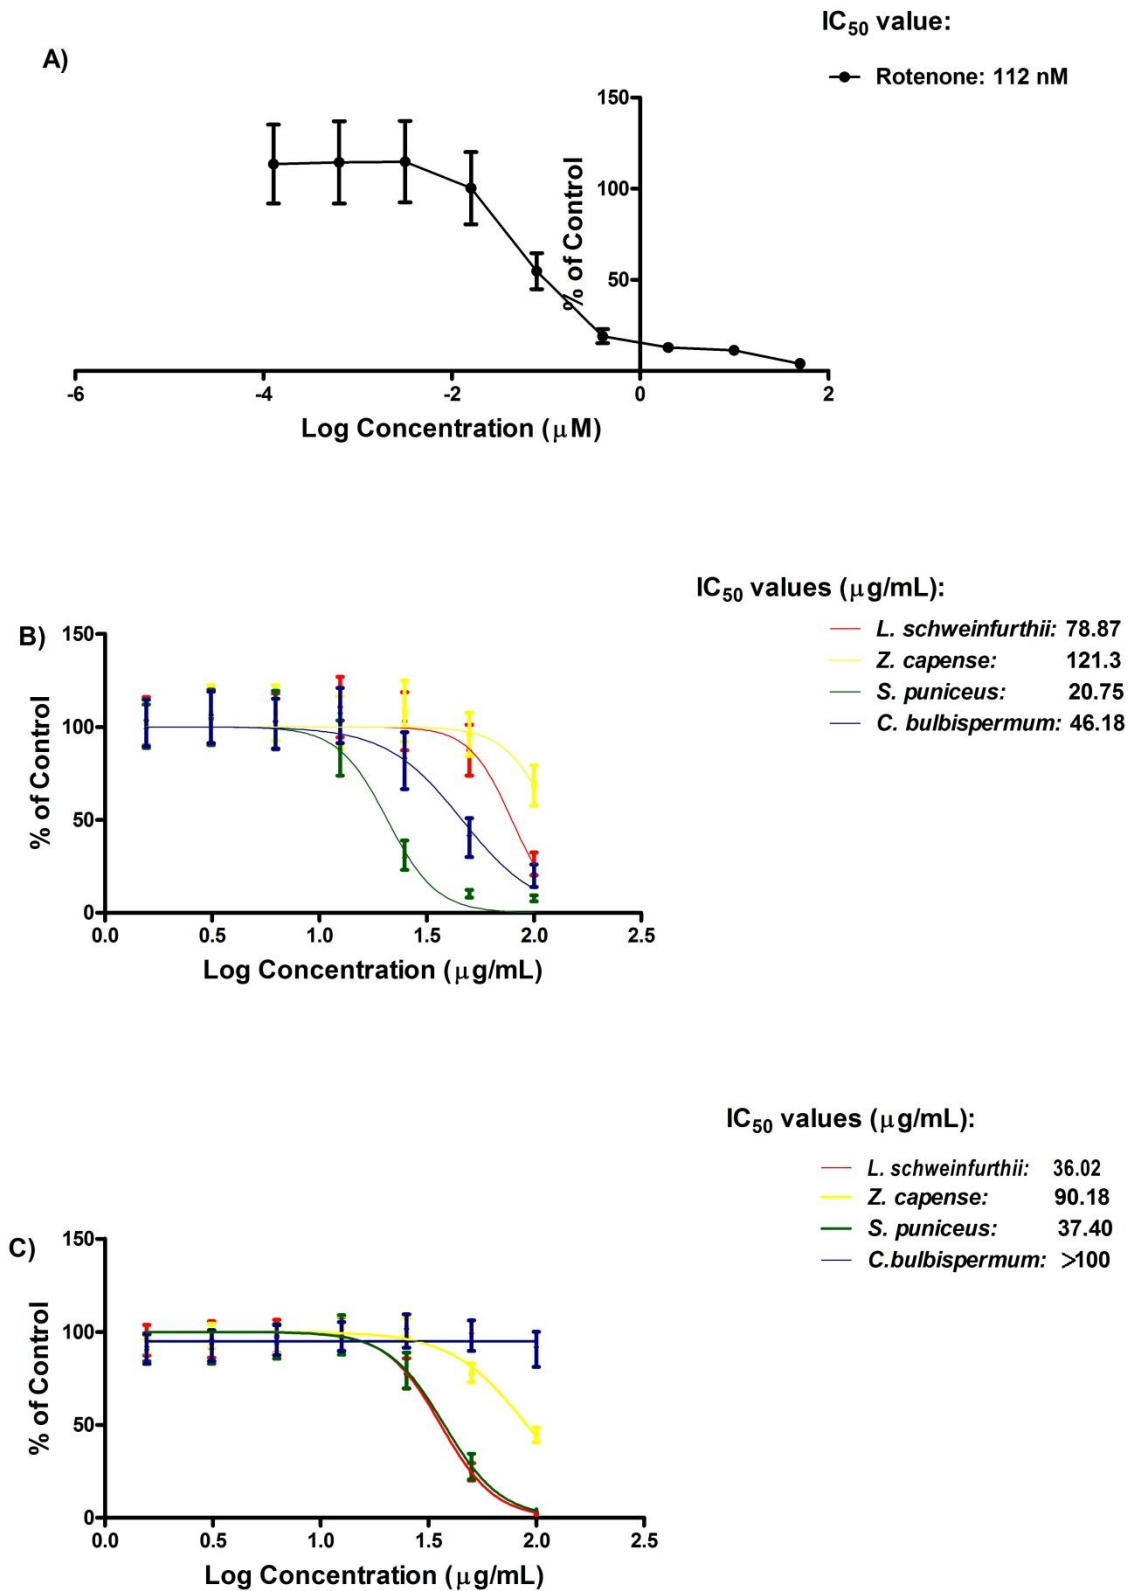 A)
IC50 value:
Rotenone: 112 nM
150
100
50
% of Control
-6 -4 -2 0 2
Log Concentration (μM)
B)
IC50 values (μg/mL):
L. schweinfurthii: 78.87
Z. capense: 121.3
S. puniceus: 20.75
C. bulbispermum: 46.18
150
100
50
0
% of Control
0.0 0.5 1.0 1.5 2.0 2.5
Log Concentration (μg/mL)
C)
IC50 values (μg/mL):
L. schweinfurthii: 36.02
Z. capense: 90.18
S. puniceus: 37.40
C.bulbispermum: >100
150
100
50
0
% of Control
0.0 0.5 1.0 1.5 2.0 2.5
Log Concentration (μg/mL)